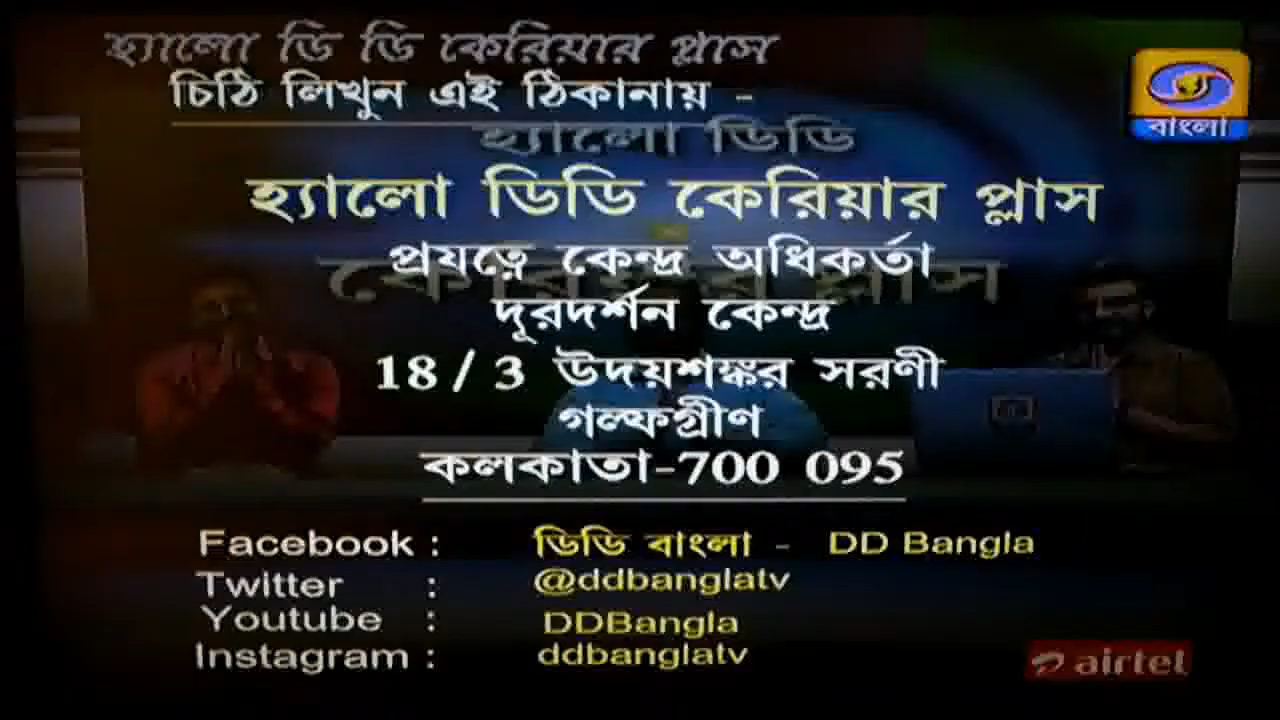 হ্যালো ডি ডি কেরিয়ার প্লাস
চিঠি লিখুন এই ঠিকানায় -
বাংলা
হ্যালো ডিডি
হ্যালো ডিডি কেরিয়ার প্লাস
প্রযত্নে কেন্দ্র অধিকর্তা
কেরিয়ার প্লাস
দূরদর্শন কেন্দ্র
18 / 3 উদয়শঙ্কর সরণী
গল্ফগ্রীণ
কলকাতা-700 095
Facebook : ডিডি বাংলা - DD Bangla
Twitter : @ddbanglatv
Youtube : DDBangla
Instagram : ddbanglatv
airtel